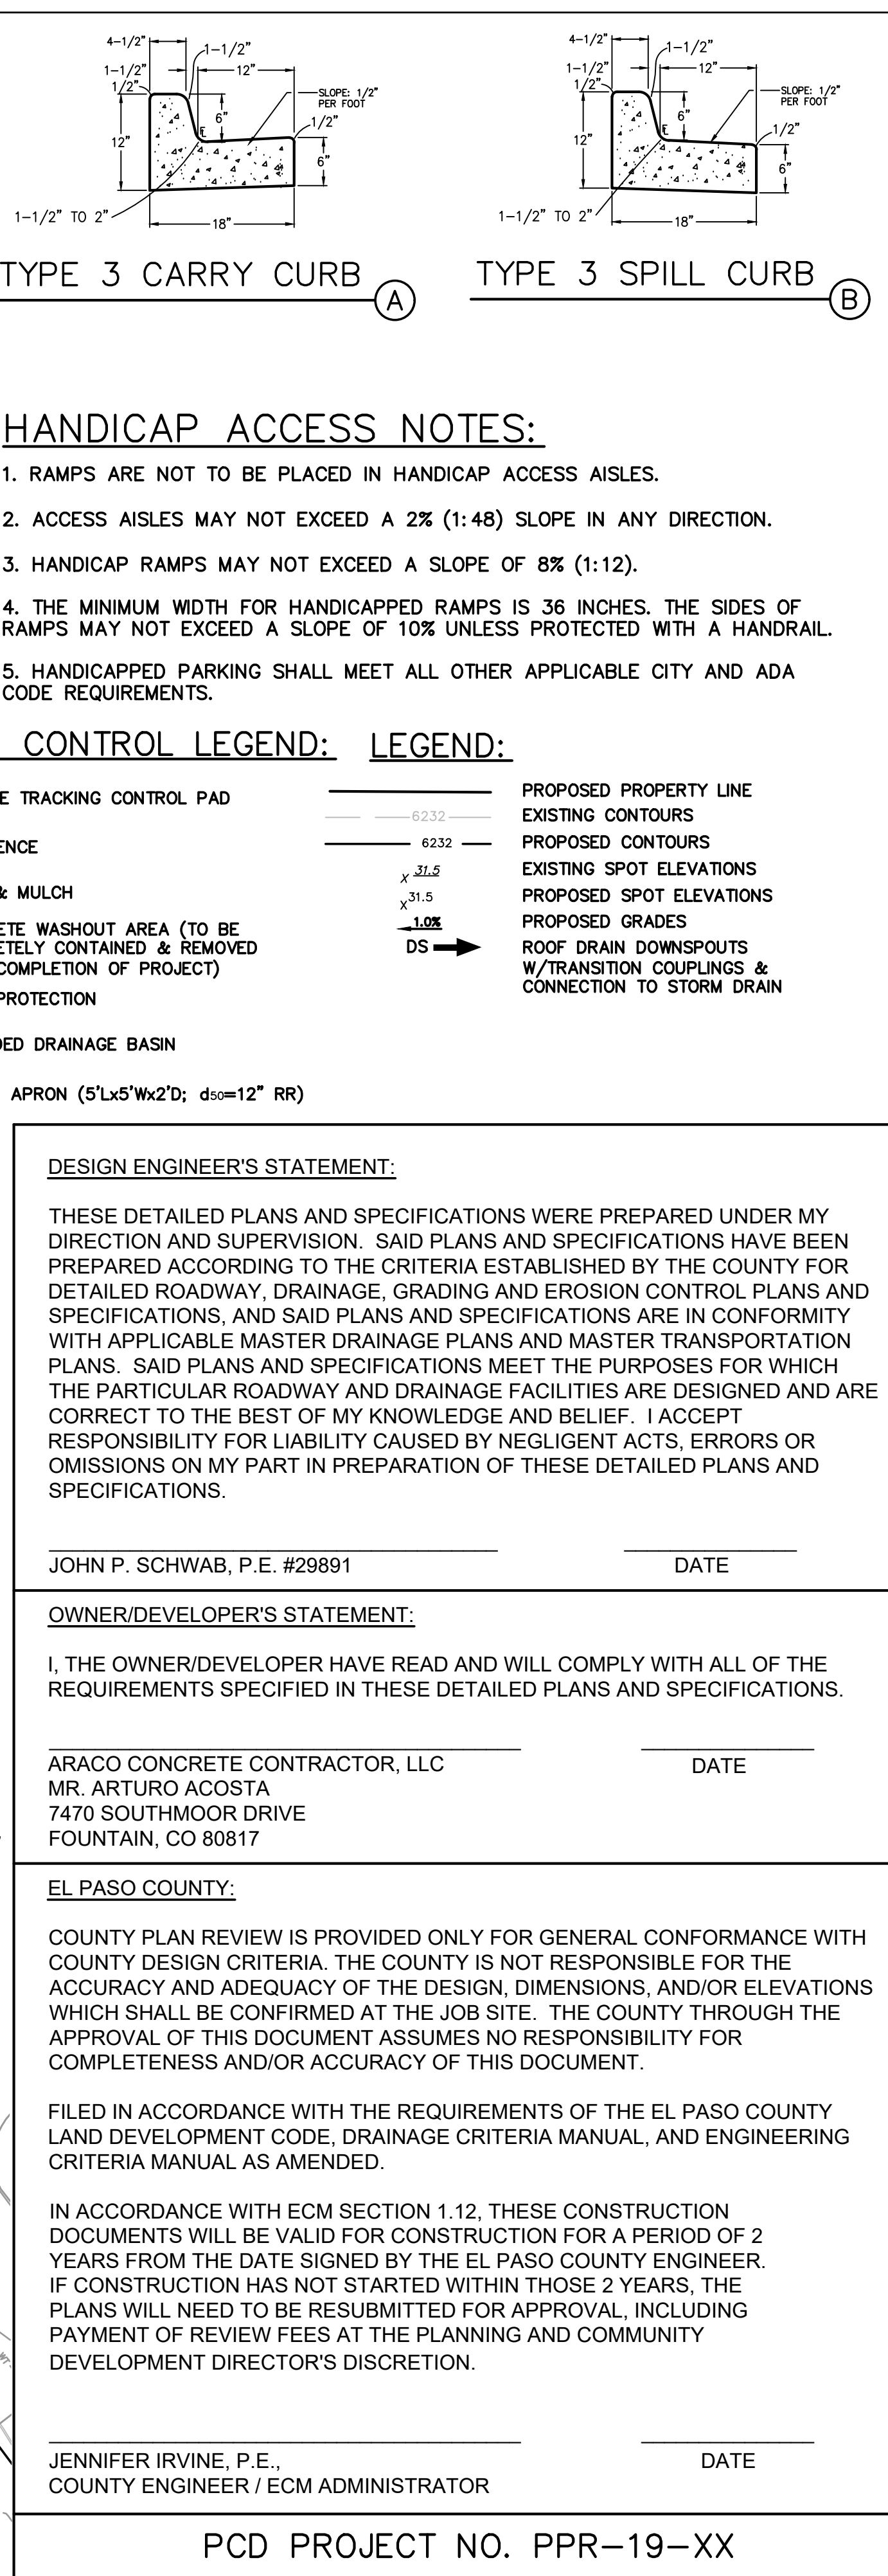 4-1/2"
1-1/2"
1-1/2"
12"
1/2"
SLOPE: 1/2"
PER FOOT
6"
1/2"
12"
6"
1-1/2" TO 2"
18"
TYPE 3 CARRY CURB
A
4-1/2"
1-1/2"
1-1/2"
12"
1/2"
SLOPE: 1/2"
PER FOOT
6"
1/2"
12"
6"
1-1/2" TO 2"
18"
TYPE 3 SPILL CURB
B
HANDICAP ACCESS NOTES:
1. RAMPS ARE NOT TO BE PLACED IN HANDICAP ACCESS AISLES.
2. ACCESS AISLES MAY NOT EXCEED A 2% (1:48) SLOPE IN ANY DIRECTION.
3. HANDICAP RAMPS MAY NOT EXCEED A SLOPE OF 8% (1:12).
4. THE MINIMUM WIDTH FOR HANDICAPPED RAMPS IS 36 INCHES. THE SIDES OF
RAMPS MAY NOT EXCEED A SLOPE OF 10% UNLESS PROTECTED WITH A HANDRAIL.
5. HANDICAPPED PARKING SHALL MEET ALL OTHER APPLICABLE CITY AND ADA
CODE REQUIREMENTS.
CONTROL LEGEND:
E TRACKING CONTROL PAD
ENCE
& MULCH
ETE WASHOUT AREA (TO BE
ETELY CONTAINED & REMOVED
COMPLETION OF PROJECT)
PROTECTION
DED DRAINAGE BASIN
APRON (5'Lx5'Wx2'D; d50=12" RR)
LEGEND:
PROPOSED PROPERTY LINE
6232 EXISTING CONTOURS
6232 PROPOSED CONTOURS
X 31.5 EXISTING SPOT ELEVATIONS
X 31.5 PROPOSED SPOT ELEVATIONS
1.0% PROPOSED GRADES
DS ROOF DRAIN DOWNSPOUTS
W/TRANSITION COUPLINGS &
CONNECTION TO STORM DRAIN
DESIGN ENGINEER'S STATEMENT:
THESE DETAILED PLANS AND SPECIFICATIONS WERE PREPARED UNDER MY
DIRECTION AND SUPERVISION. SAID PLANS AND SPECIFICATIONS HAVE BEEN
PREPARED ACCORDING TO THE CRITERIA ESTABLISHED BY THE COUNTY FOR
DETAILED ROADWAY, DRAINAGE, GRADING AND EROSION CONTROL PLANS AND
SPECIFICATIONS, AND SAID PLANS AND SPECIFICATIONS ARE IN CONFORMITY
WITH APPLICABLE MASTER DRAINAGE PLANS AND MASTER TRANSPORTATION
PLANS. SAID PLANS AND SPECIFICATIONS MEET THE PURPOSES FOR WHICH
THE PARTICULAR ROADWAY AND DRAINAGE FACILITIES ARE DESIGNED AND ARE
CORRECT TO THE BEST OF MY KNOWLEDGE AND BELIEF. I ACCEPT
RESPONSIBILITY FOR LIABILITY CAUSED BY NEGLIGENT ACTS, ERRORS OR
OMISSIONS ON MY PART IN PREPARATION OF THESE DETAILED PLANS AND
SPECIFICATIONS.
JOHN P. SCHWAB, P.E. #29891 DATE
OWNER/DEVELOPER'S STATEMENT:
I, THE OWNER/DEVELOPER HAVE READ AND WILL COMPLY WITH ALL OF THE
REQUIREMENTS SPECIFIED IN THESE DETAILED PLANS AND SPECIFICATIONS.
ARACO CONCRETE CONTRACTOR, LLC DATE
MR. ARTURO ACOSTA
7470 SOUTHMOOR DRIVE
FOUNTAIN, CO 80817
EL PASO COUNTY:
COUNTY PLAN REVIEW IS PROVIDED ONLY FOR GENERAL CONFORMANCE WITH
COUNTY DESIGN CRITERIA. THE COUNTY IS NOT RESPONSIBLE FOR THE
ACCURACY AND ADEQUACY OF THE DESIGN, DIMENSIONS, AND/OR ELEVATIONS
WHICH SHALL BE CONFIRMED AT THE JOB SITE. THE COUNTY THROUGH THE
APPROVAL OF THIS DOCUMENT ASSUMES NO RESPONSIBILITY FOR
COMPLETENESS AND/OR ACCURACY OF THIS DOCUMENT.
FILED IN ACCORDANCE WITH THE REQUIREMENTS OF THE EL PASO COUNTY
LAND DEVELOPMENT CODE, DRAINAGE CRITERIA MANUAL, AND ENGINEERING
CRITERIA MANUAL AS AMENDED.
IN ACCORDANCE WITH ECM SECTION 1.12, THESE CONSTRUCTION
DOCUMENTS WILL BE VALID FOR CONSTRUCTION FOR A PERIOD OF 2
YEARS FROM THE DATE SIGNED BY THE EL PASO COUNTY ENGINEER.
IF CONSTRUCTION HAS NOT STARTED WITHIN THOSE 2 YEARS, THE
PLANS WILL NEED TO BE RESUBMITTED FOR APPROVAL, INCLUDING
PAYMENT OF REVIEW FEES AT THE PLANNING AND COMMUNITY
DEVELOPMENT DIRECTOR'S DISCRETION.
JENNIFER IRVINE, P.E., DATE
COUNTY ENGINEER / ECM ADMINISTRATOR
PCD PROJECT NO. PPR-19-XX